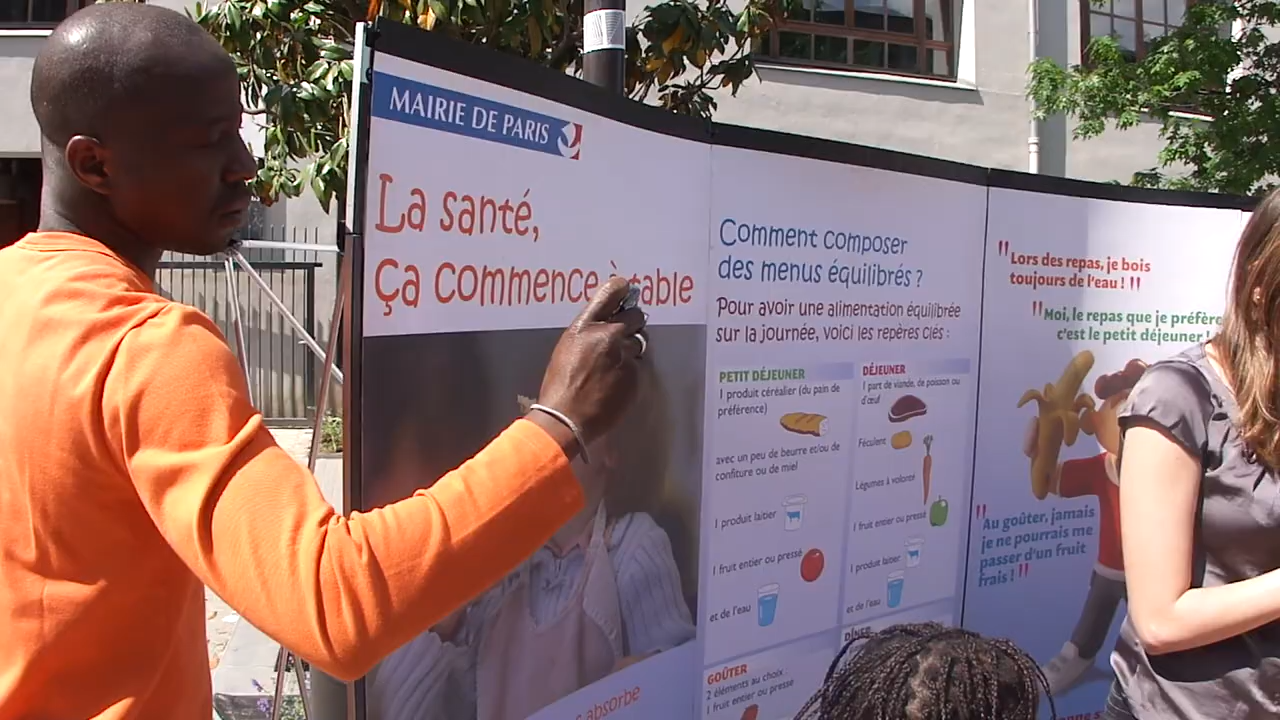 MAIRIE DE PARIS
La santé,
ça commence à table
s absorbe
Comment composer
des menus équilibrés ?
Pour avoir une alimentation équilibrée
sur la journée, voici les repères clés :
PETIT DÉJEUNER
1 produit céréalier (du pain de
préférence)
avec un peu de beurre et/ou de
confiture ou de miel
1 produit laitier
1 fruit entier ou pressé
et de l'eau
GOÛTER
2 éléments au choix
1 fruit entier ou pressé
DÉJEUNER
1 part de viande, de poisson ou
d'œuf
Féculent
Légumes à volonté
1 fruit entier ou pressé
1 produit laitier
et de l'eau
DÎNER
"Lors des repas, je bois
toujours de l'eau ! "
"Moi, le repas que je préfère
c'est le petit déjeuner !
"Au goûter, jamais
je ne pourrais me
passer d'un fruit
frais ! "